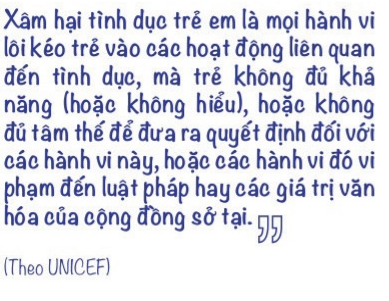 Xâm hại tình dục trẻ em là mọi hành vi
lôi kéo trẻ vào các hoạt động liên quan
đến tình dục, mà trẻ không đủ khả
năng (hoặc không hiểu), hoặc không
đủ tâm thế để đưa ra quyết định đối với
các hành vi này, hoặc các hành vi đó vi
phạm đến luật pháp hay các giá trị văn
hóa của cộng đồng sở tại.”
(Theo UNICEF)